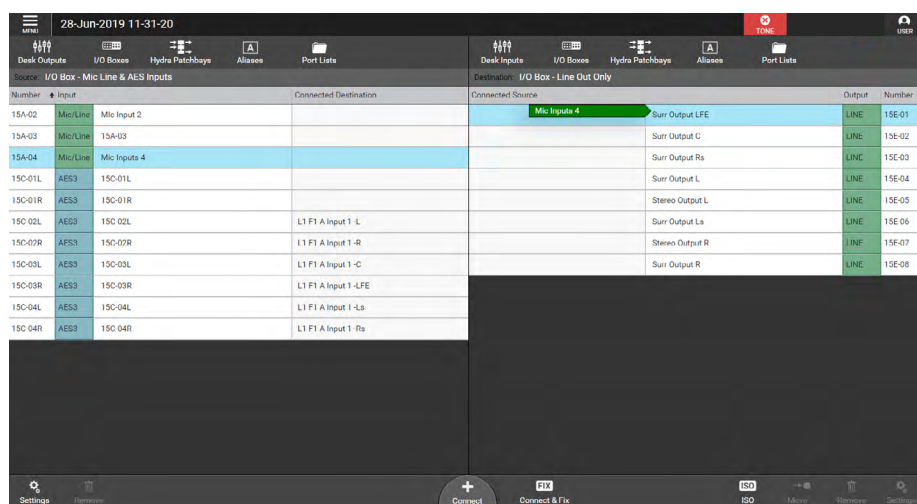 MENU 28-Jun-2019 11-31-20 TONE USER
Desk Outputs I/O Boxes Hydra Patchbays Aliases Port Lists
Desk Inputs I/O Boxes Hydra Patchbays Aliases Port Lists
Source: I/O Box - Mic Line & AES Inputs
Destination: I/O Box - Line Out Only
Number Input Connected Destination
Connected Source Output Number
15A-02 Mic/Line MIc Input 2
15A-03 Mic/Line 15A-03
15A-04 Mic/Line Mic Inputs 4
15C-01L AES3 15C-01L
15C-01R AES3 15C-01R
15C-02L AES3 15C-02L L1 F1 A Input 1 -L
15C-02R AES3 15C-02R L1 F1 A Input 1 -R
15C-03L AES3 15C-03L L1 F1 A Input 1 -C
15C-03R AES3 15C-03R L1 F1 A Input 1 -LFE
15C-04L AES3 15C-04L L1 F1 A Input 1 -Ls
15C-04R AES3 15C-04R L1 F1 A Input 1 -Rs
Mic Inputs 4 Surr Output LFE LINE 15E-01
Surr Output C LINE 15E-02
Surr Output Rs LINE 15E-03
Surr Output L LINE 15E-04
Stereo Output L LINE 15E-05
Surr Output Ls LINE 15E-06
Stereo Output R LINE 15E-07
Surr Output R LINE 15E-08
Settings Remove Connect FIX Connect & Fix ISO ISO Move Remove Settings